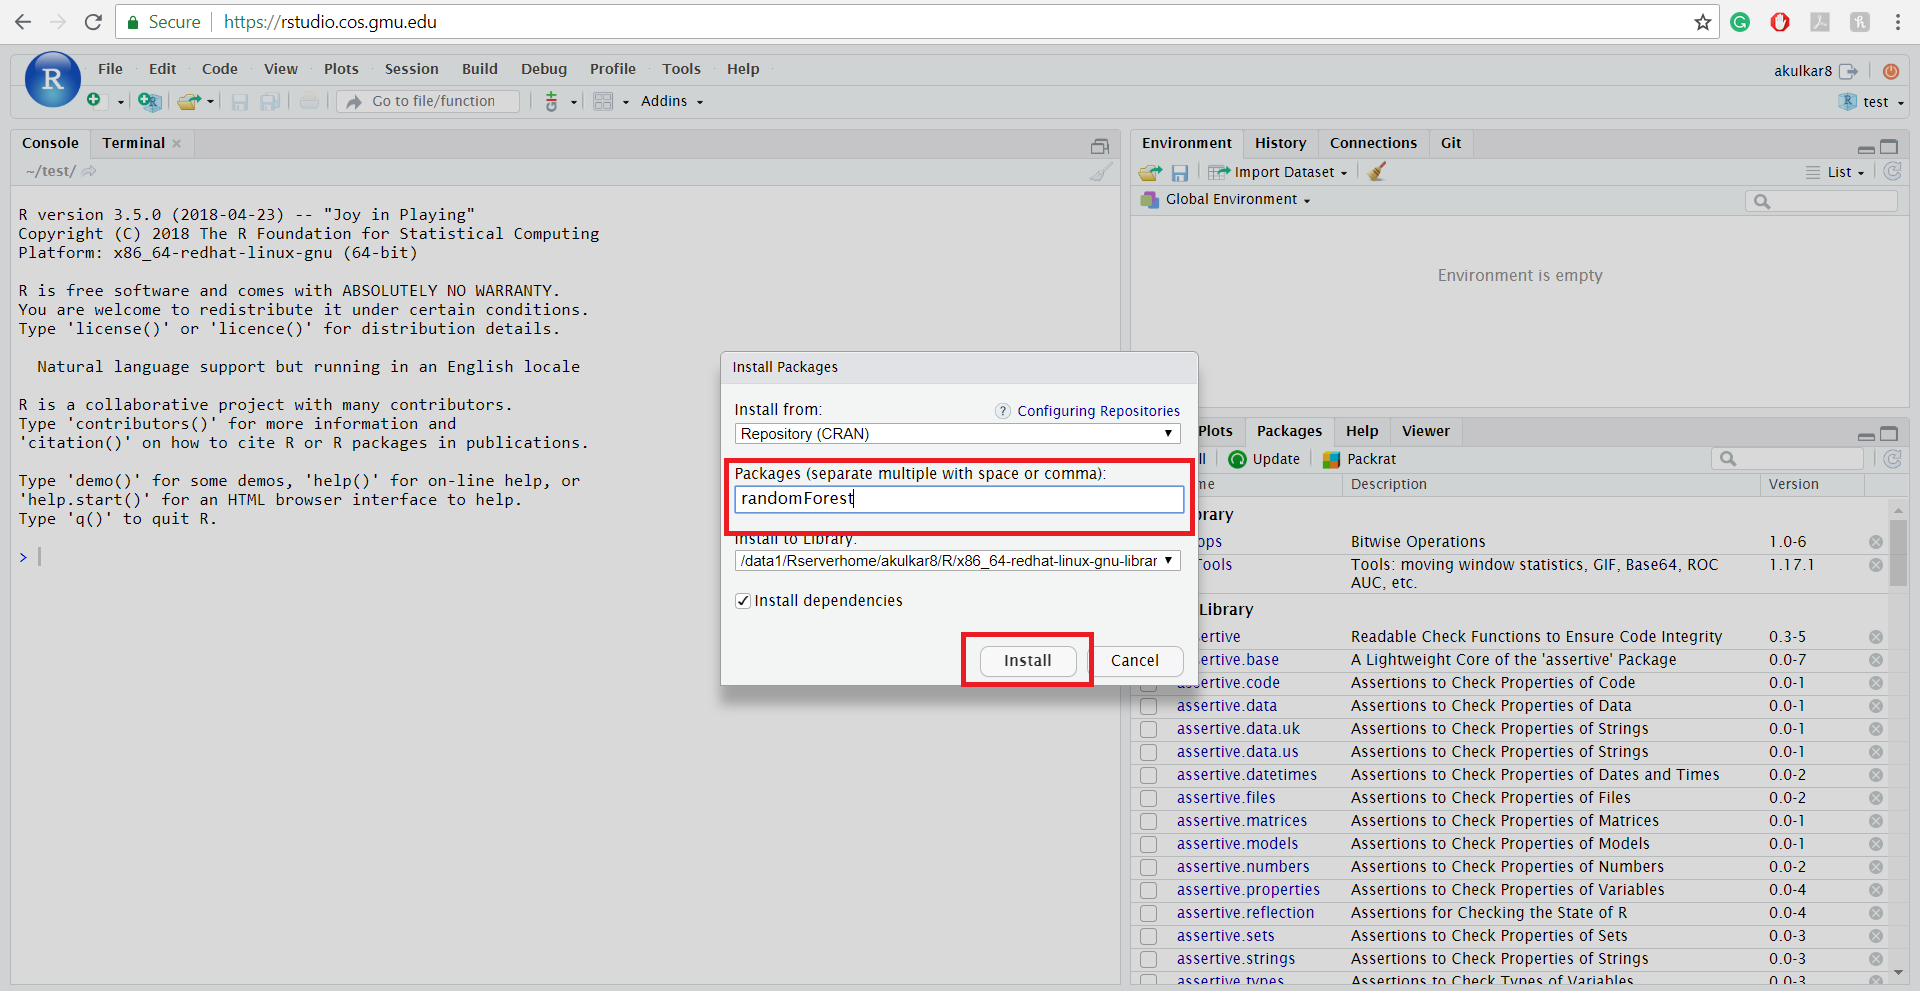 Secure https://rstudio.cos.gmu.edu
R
File Edit Code View Plots Session Build Debug Profile Tools Help
akulkar8
Go to file/function
Addins
test
Console Terminal
~/test/
R version 3.5.0 (2018-04-23) -- "Joy in Playing"
Copyright (C) 2018 The R Foundation for Statistical Computing
Platform: x86_64-redhat-linux-gnu (64-bit)
R is free software and comes with ABSOLUTELY NO WARRANTY.
You are welcome to redistribute it under certain conditions.
Type 'license()' or 'licence()' for distribution details.
Natural language support but running in an English locale
R is a collaborative project with many contributors.
Type 'contributors()' for more information and
'citation()' on how to cite R or R packages in publications.
Type 'demo()' for some demos, 'help()' for on-line help, or
'help.start()' for an HTML browser interface to help.
Type 'q()' to quit R.
>
Install Packages
Install from:
? Configuring Repositories
Repository (CRAN)
Packages (separate multiple with space or comma):
randomForest
Install to Library:
/data1/Rserverhome/akulkar8/R/x86_64-redhat-linux-gnu-librar
Install dependencies
Install Cancel
Environment History Connections Git
Import Dataset
List
Global Environment
Environment is empty
Plots Packages Help Viewer
ll Update Packrat
me Description Version
brary
ops Bitwise Operations 1.0-6
Tools Tools: moving window statistics, GIF, Base64, ROC 1.17.1
AUC, etc.
Library
ertive Readable Check Functions to Ensure Code Integrity 0.3-5
ertive.base A Lightweight Core of the 'assertive' Package 0.0-7
ertive.code Assertions to Check Properties of Code 0.0-1
assertive.data Assertions to Check Properties of Data 0.0-1
assertive.data.uk Assertions to Check Properties of Strings 0.0-1
assertive.data.us Assertions to Check Properties of Strings 0.0-1
assertive.datetimes Assertions to Check Properties of Dates and Times 0.0-2
assertive.files Assertions to Check Properties of Files 0.0-2
assertive.matrices Assertions to Check Properties of Matrices 0.0-1
assertive.models Assertions to Check Properties of Models 0.0-1
assertive.numbers Assertions to Check Properties of Numbers 0.0-2
assertive.properties Assertions to Check Properties of Variables 0.0-4
assertive.reflection Assertions for Checking the State of R 0.0-4
assertive.sets Assertions to Check Properties of Sets 0.0-3
assertive.strings Assertions to Check Properties of Strings 0.0-3
assertive.types Assertions to Check Types of Variables 0.0-3